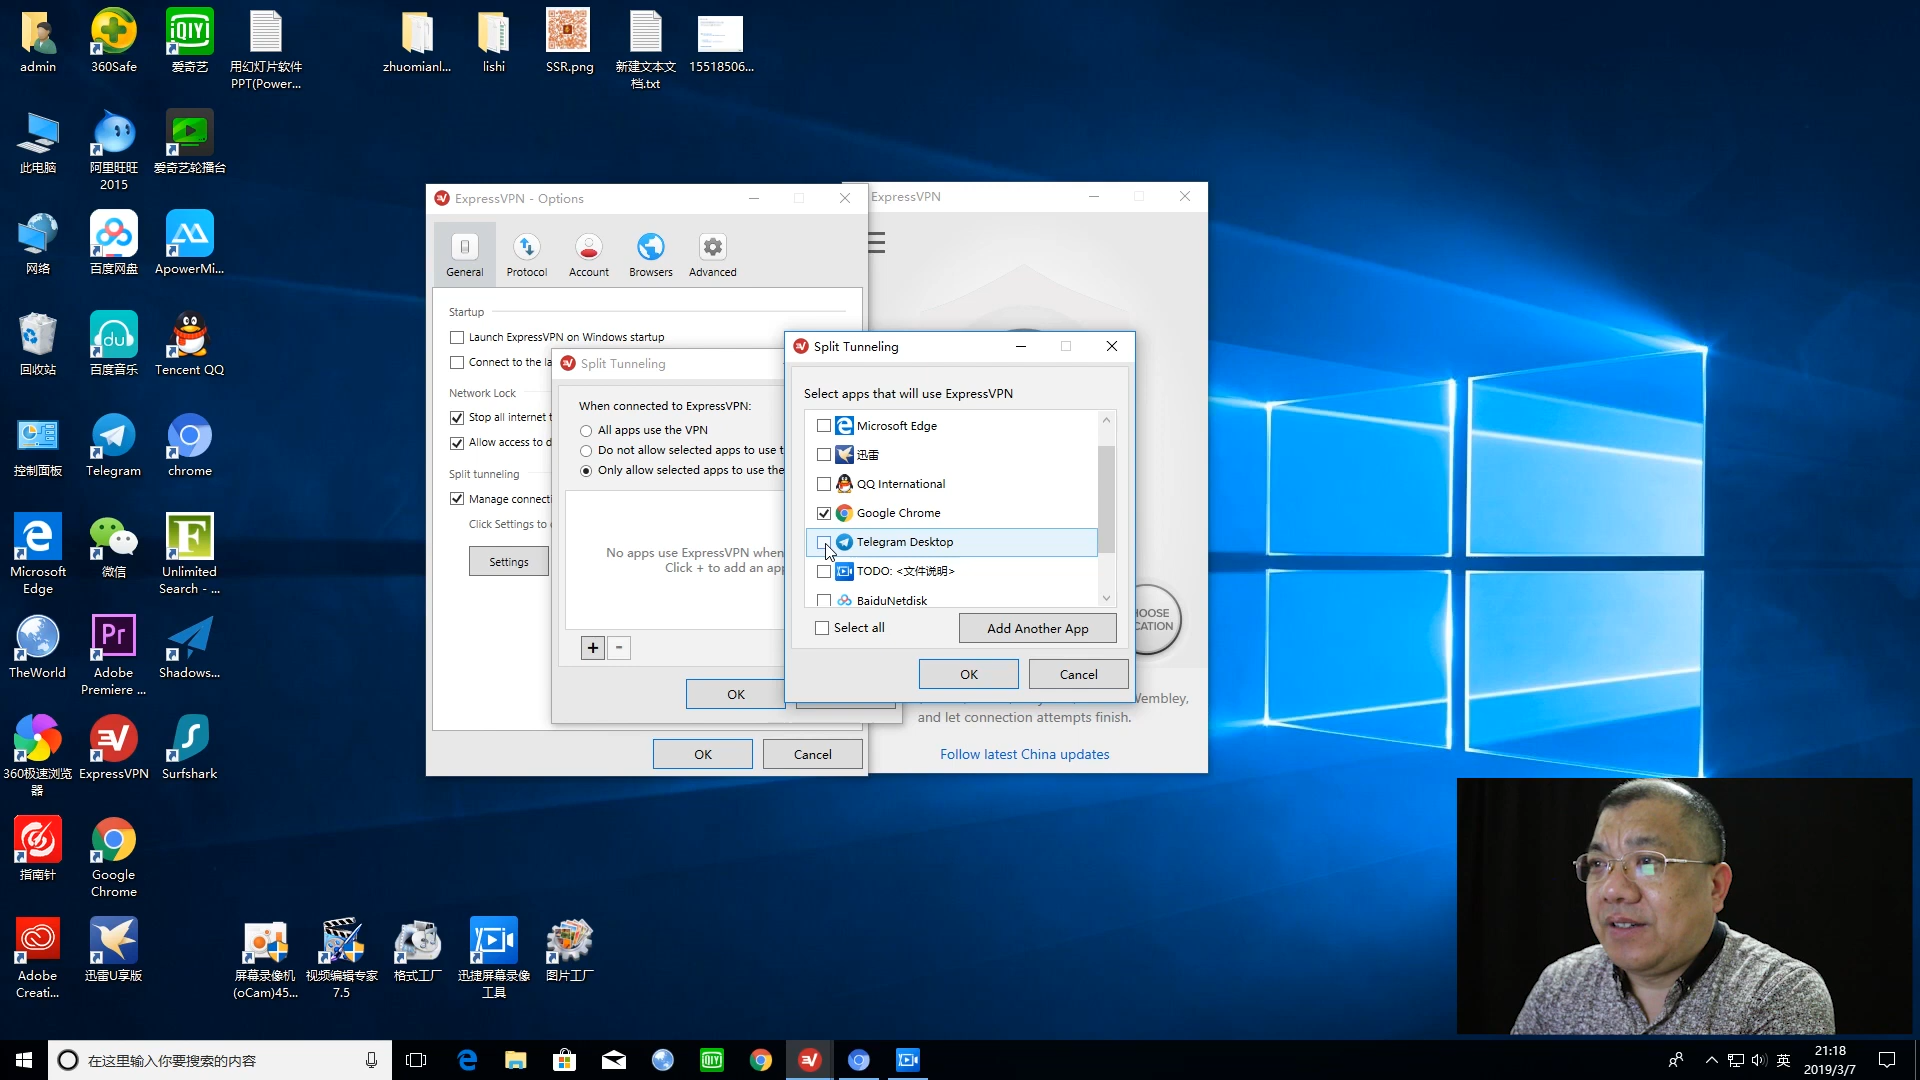 admin
360Safe
爱奇艺
用幻灯片软件
PPT(Power...
zhuomianl...
lishi
SSR.png
新建文本文
档.txt
15518506...
此电脑
阿里旺旺
2015
爱奇艺轮播台
网络
百度网盘
ApowerMi...
回收站
百度音乐
Tencent QQ
控制面板
Telegram
chrome
Microsoft
Edge
微信
Unlimited
Search - ...
TheWorld
Adobe
Premiere ...
Shadows...
360极速浏览
器
ExpressVPN
Surfshark
指南针
Google
Chrome
Adobe
Creati...
迅雷U享版
屏幕录像机
(oCam)45...
视频编辑专家
7.5
格式工厂
迅捷屏幕录像
工具
图片工厂
ExpressVPN - Options
General
Protocol
Account
Browsers
Advanced
Startup
Launch ExpressVPN on Windows startup
Connect to the la
Network Lock
Stop all internet t
Allow access to d
Split tunneling
Manage connecti
Click Settings to
Settings
OK
Cancel
Split Tunneling
When connected to ExpressVPN:
All apps use the VPN
Do not allow selected apps to use t
Only allow selected apps to use the
No apps use ExpressVPN when
Click + to add an app
+
-
OK
ExpressVPN
HOOSE
CATION
Wembley,
and let connection attempts finish.
Follow latest China updates
Split Tunneling
Select apps that will use ExpressVPN
Microsoft Edge
迅雷
QQ International
Google Chrome
Telegram Desktop
TODO: <文件说明>
BaiduNetdisk
Select all
Add Another App
OK
Cancel
在这里输入你要搜索的内容
英
21:18
2019/3/7